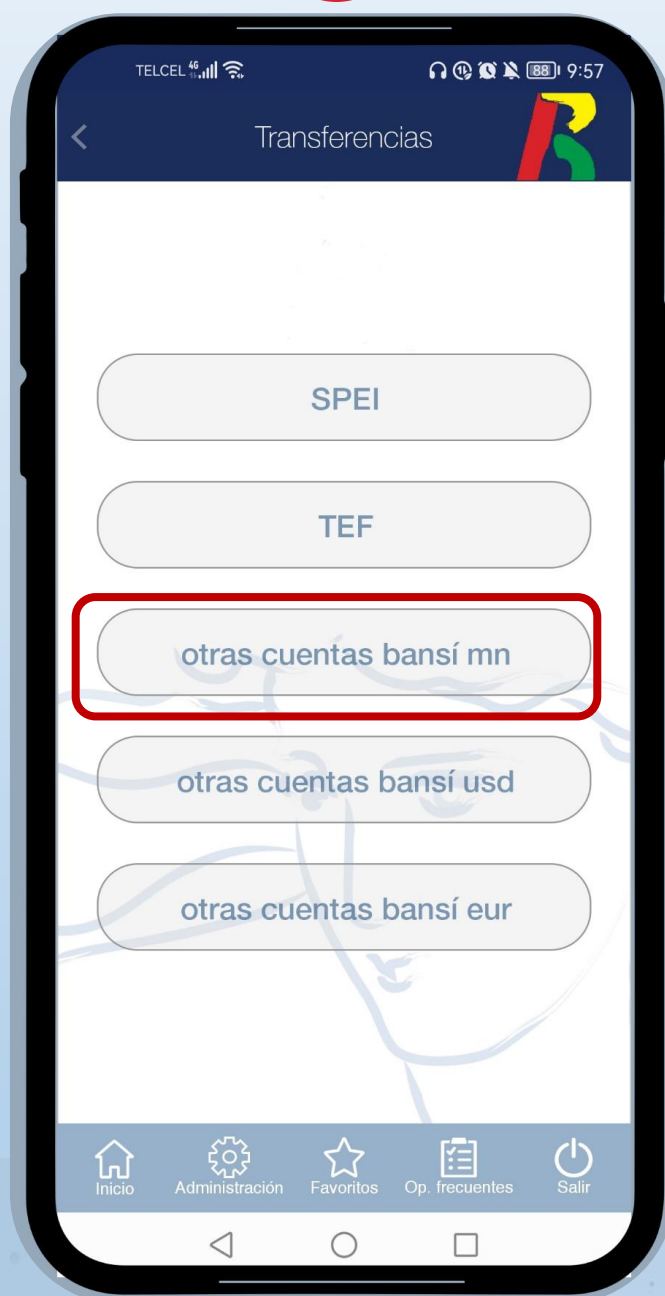 TELCEL 4G 88 9:57
Transferencias
SPEI
TEF
otras cuentas bansí mn
otras cuentas bansí usd
otras cuentas bansí eur
Inicio Administración Favoritos Op. frecuentes Salir